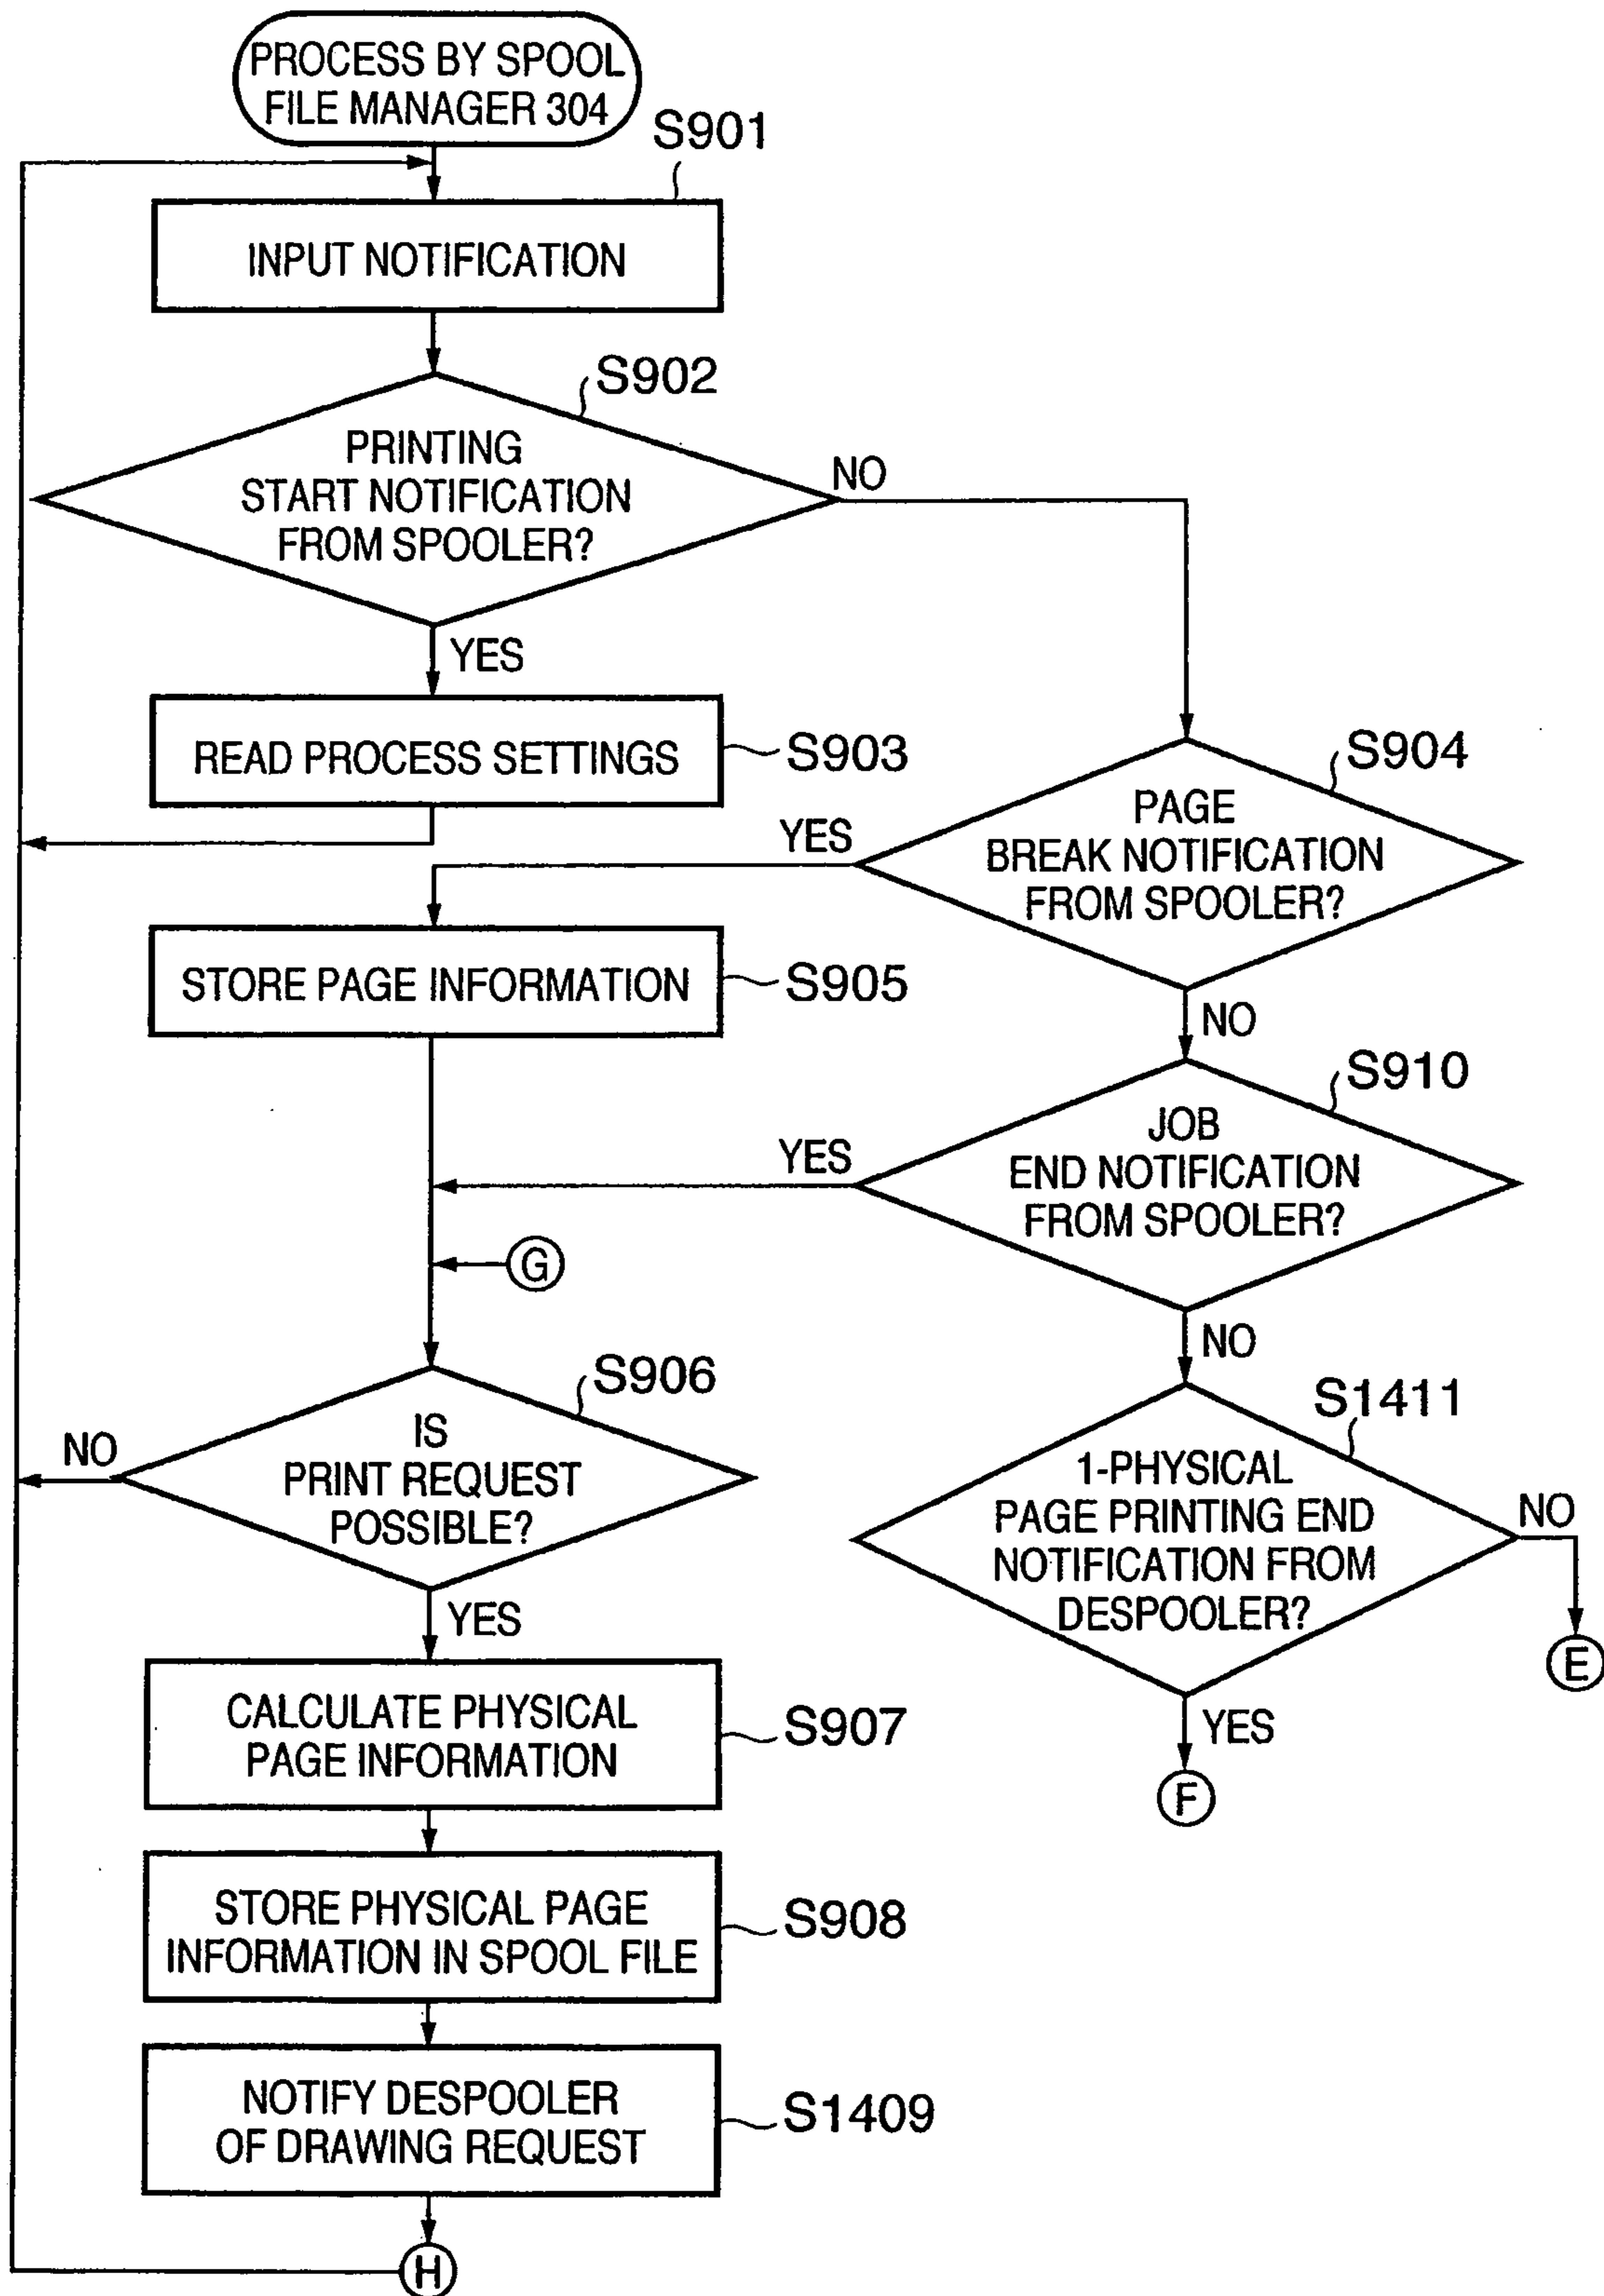 PROCESS BY SPOOL
FILE MANAGER 304
S901
INPUT NOTIFICATION
S902
PRINTING
START NOTIFICATION
FROM SPOOLER?
NO
YES
READ PROCESS SETTINGS
S903
S904
PAGE
BREAK NOTIFICATION
FROM SPOOLER?
YES
NO
STORE PAGE INFORMATION
S905
S910
JOB
END NOTIFICATION
FROM SPOOLER?
YES
NO
G
S906
IS
PRINT REQUEST
POSSIBLE?
NO
YES
S1411
1-PHYSICAL
PAGE PRINTING END
NOTIFICATION FROM
DESPOOLER?
NO
E
YES
F
CALCULATE PHYSICAL
PAGE INFORMATION
S907
STORE PHYSICAL PAGE
INFORMATION IN SPOOL FILE
S908
NOTIFY DESPOOLER
OF DRAWING REQUEST
S1409
H